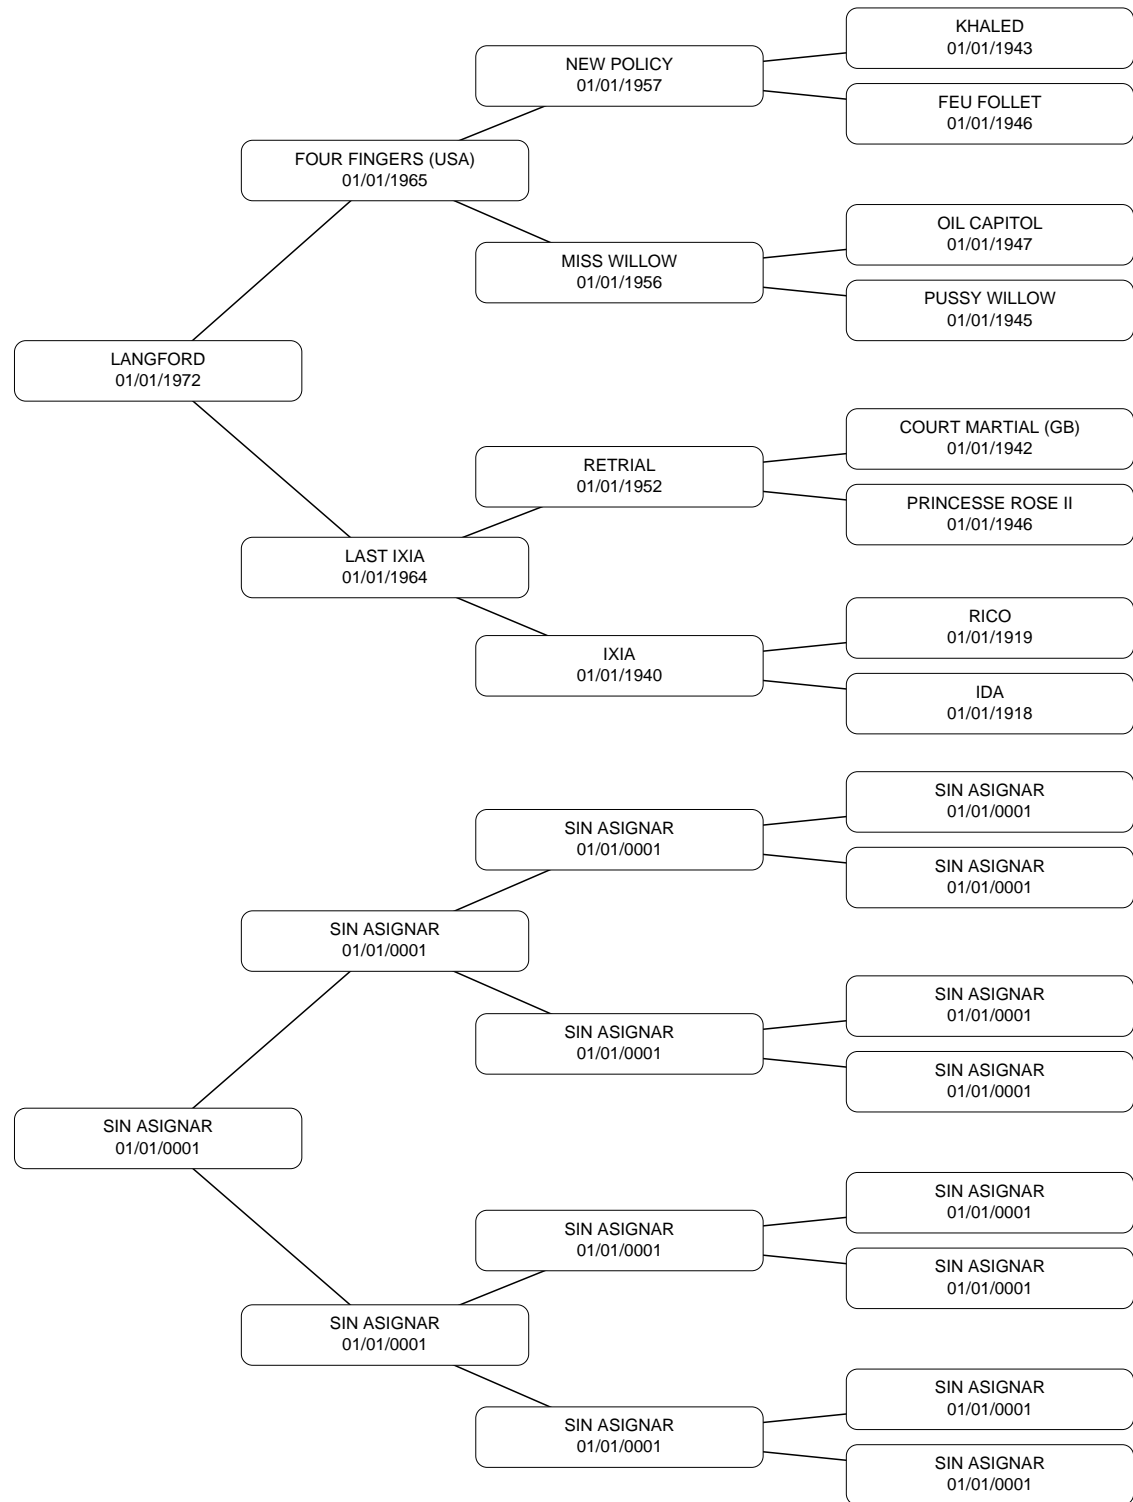 KHALED
01/01/1943
NEW POLICY
01/01/1957
FEU FOLLET
01/01/1946
FOUR FINGERS (USA)
01/01/1965
OIL CAPITOL
01/01/1947
MISS WILLOW
01/01/1956
PUSSY WILLOW
01/01/1945
LANGFORD
01/01/1972
COURT MARTIAL (GB)
01/01/1942
RETRIAL
01/01/1952
PRINCESSE ROSE II
01/01/1946
LAST IXIA
01/01/1964
RICO
01/01/1919
IXIA
01/01/1940
IDA
01/01/1918
SIN ASIGNAR
01/01/0001
SIN ASIGNAR
01/01/0001
SIN ASIGNAR
01/01/0001
SIN ASIGNAR
01/01/0001
SIN ASIGNAR
01/01/0001
SIN ASIGNAR
01/01/0001
SIN ASIGNAR
01/01/0001
SIN ASIGNAR
01/01/0001
SIN ASIGNAR
01/01/0001
SIN ASIGNAR
01/01/0001
SIN ASIGNAR
01/01/0001
SIN ASIGNAR
01/01/0001
SIN ASIGNAR
01/01/0001
SIN ASIGNAR
01/01/0001
SIN ASIGNAR
01/01/0001